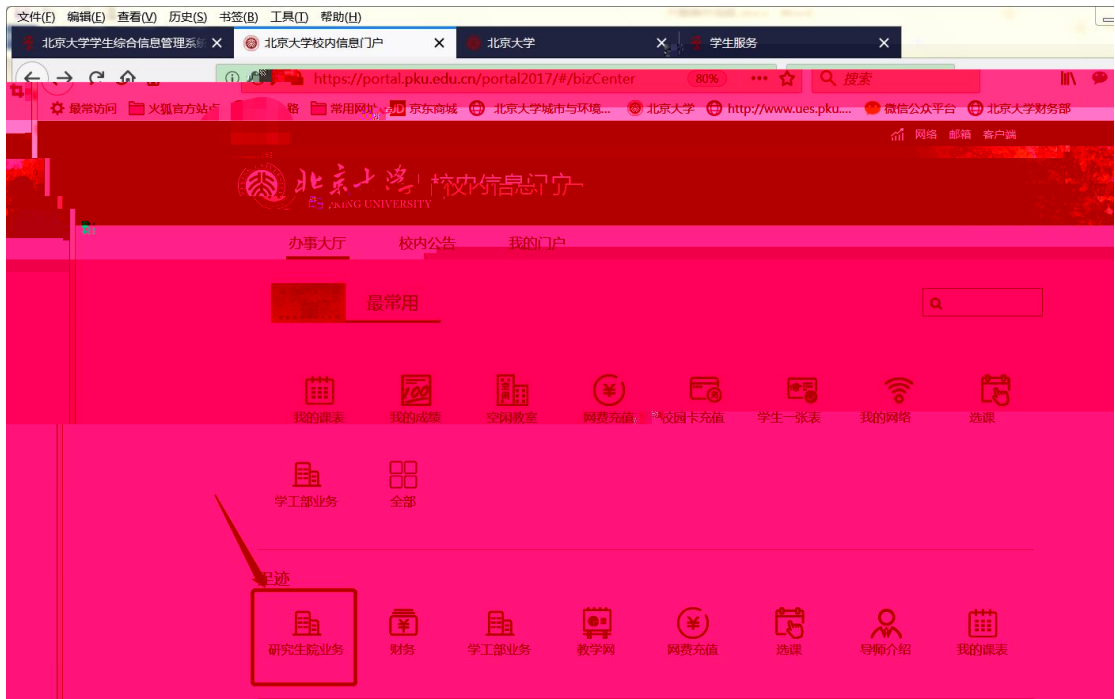 文件(F) 编辑(E) 查看(V) 历史(S) 书签(B) 工具(T) 帮助(H)
北京大学学生综合信息管理系统 北京大学校内信息门户 北京大学 学生服务
https://portal.pku.edu.cn/portal2017/#/bizCenter 80% 搜索
最常访问 火狐官方站点 常用网址 京东商城 北京大学城市与环境... 北京大学 http://www.ues.pku.... 微信公众平台 北京大学财务部
网络 邮箱 客户端
北京大学 校内信息门户
PEKING UNIVERSITY
办事大厅 校内公告 我的门户
最常用
我的课表 我的成绩 空闲教室 网费充值 校园卡充值 学生一张表 我的网络 选课
学工部业务 全部
足迹
研究生院业务 财务 学工部业务 教学网 网费充值 选课 导师介绍 我的课表